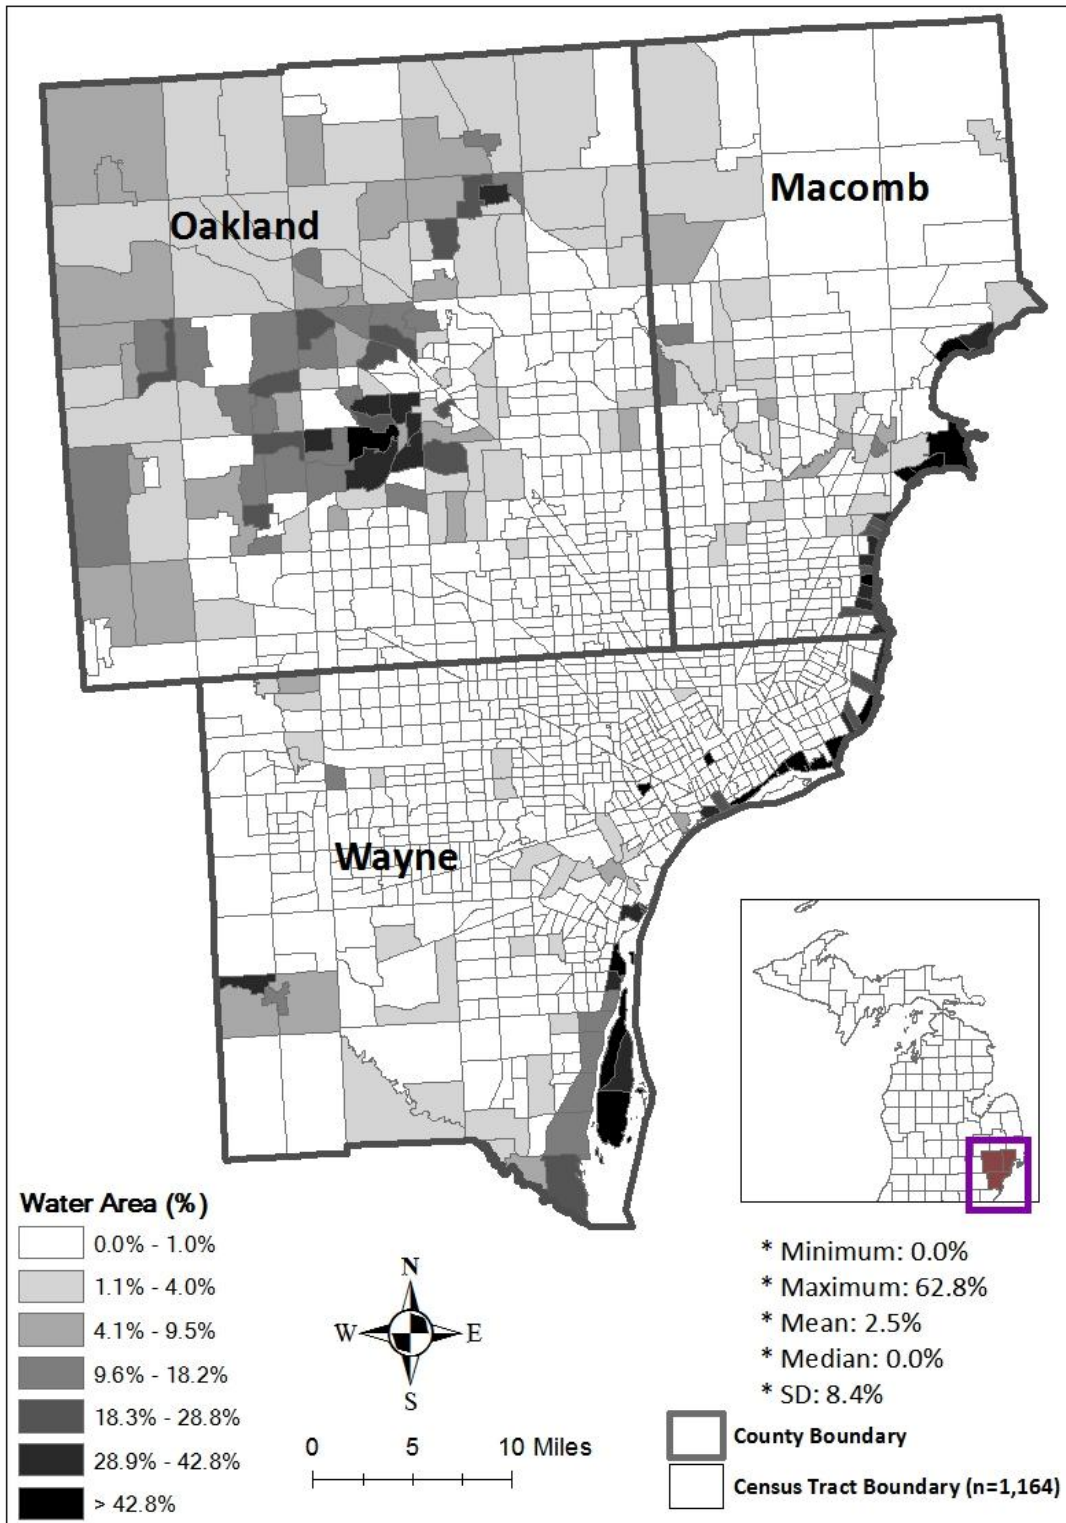 Macomb
Oakland
Wayne
Water Area (%)
0.0% - 1.0%
1.1% - 4.0%
4.1% - 9.5%
9.6% - 18.2%
18.3% - 28.8%
28.9% - 42.8%
> 42.8%
N
W E
S
0 5 10 Miles
* Minimum: 0.0%
* Maximum: 62.8%
* Mean: 2.5%
* Median: 0.0%
* SD: 8.4%
County Boundary
Census Tract Boundary (n=1,164)